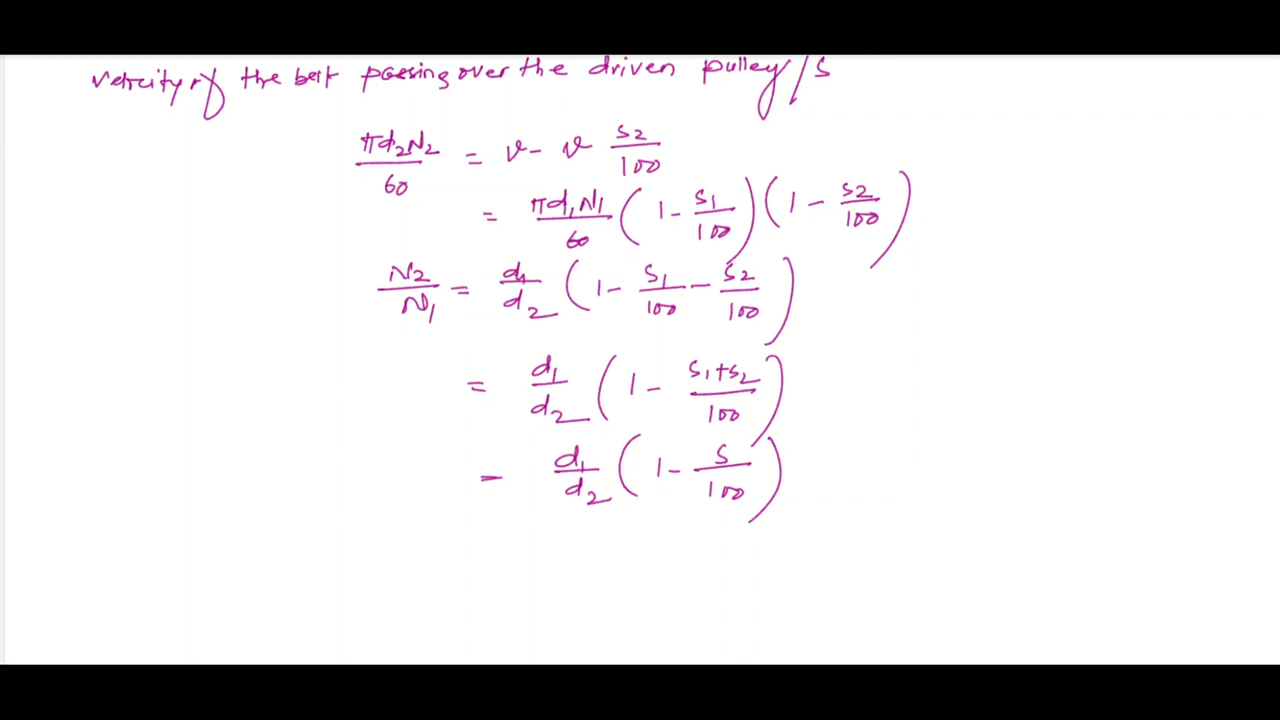 velocity of the belt passing over the driven pulley/s
πd₂N₂/60 = v - v s₂/100
= πd₁N₁/60 (1 - s₁/100)(1 - s₂/100)
N₂/N₁ = d₁/d₂ (1 - s₁/100 - s₂/100)
= d₁/d₂ (1 - s₁+s₂/100)
= d₁/d₂ (1 - s/100)